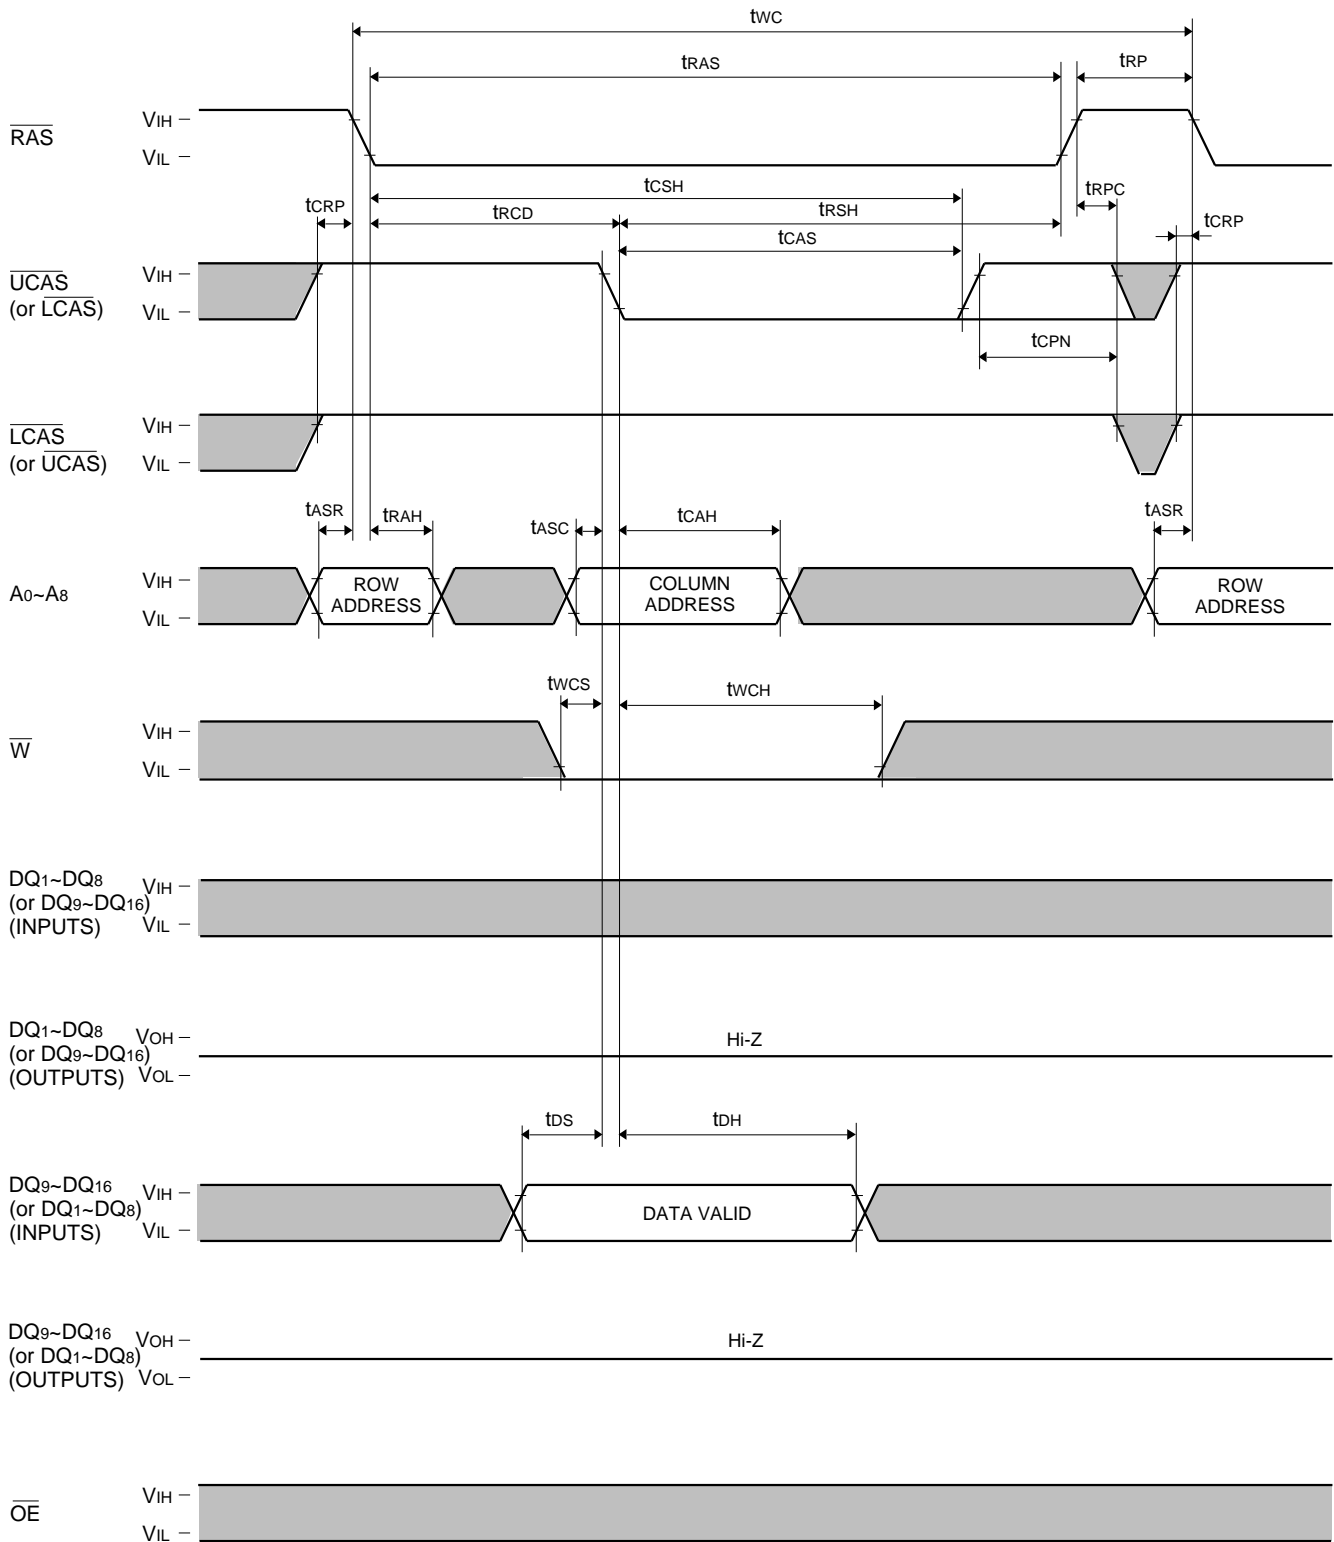 tWC
tRAS
tRP
RAS
VIH
VIL
tCSH
tRPC
tCRP
tRCD
tRSH
tCRP
tCAS
UCAS
(or LCAS)
VIH
VIL
tCPN
LCAS
(or UCAS)
VIH
VIL
tASR
tRAH
tASC
tCAH
tASR
A0~A8
VIH
VIL
ROW
ADDRESS
COLUMN
ADDRESS
ROW
ADDRESS
tWCS
tWCH
W
VIH
VIL
DQ1~DQ8
(or DQ9~DQ16)
(INPUTS)
VIH
VIL
DQ1~DQ8
(or DQ9~DQ16)
(OUTPUTS)
VOH
VOL
Hi-Z
tDS
tDH
DQ9~DQ16
(or DQ1~DQ8)
(INPUTS)
VIH
VIL
DATA VALID
DQ9~DQ16
(or DQ1~DQ8)
(OUTPUTS)
VOH
VOL
Hi-Z
OE
VIH
VIL